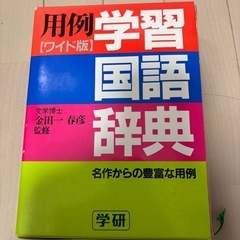 用例
[ワイド版]
学習
国語
辞典
文学博士
金田一春彦
監修
名作からの豊富な用例
学研